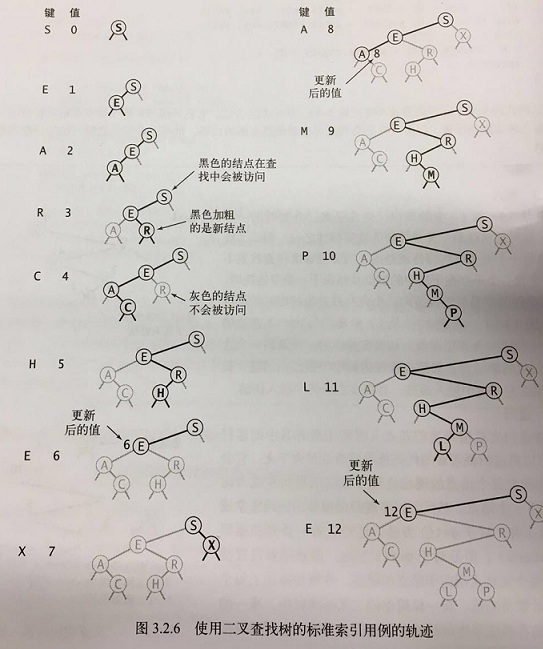 键 值
S 0
S
E 1
S
E
A 2
S
E
A
黑色的结点在查
找中会被访问
R 3
S
E
A R
黑色加粗
的是新结点
C 4
S
E
A R
C
灰色的结点
不会被访问
H 5
S
E
A R
C H
更新
后的值
E 6
S
6 E
A R
C H
X 7
S
E X
A R
C H
键 值
A 8
S
E X
A 8 R
C H
更新
后的值
M 9
S
E X
A R
C H
M
P 10
S
E X
A R
C H
M
P
L 11
S
E X
A R
C H
M
L P
更新
后的值
E 12
S
12 E X
A R
C H
M
L P
图 3.2.6 使用二叉查找树的标准索引用例的轨迹